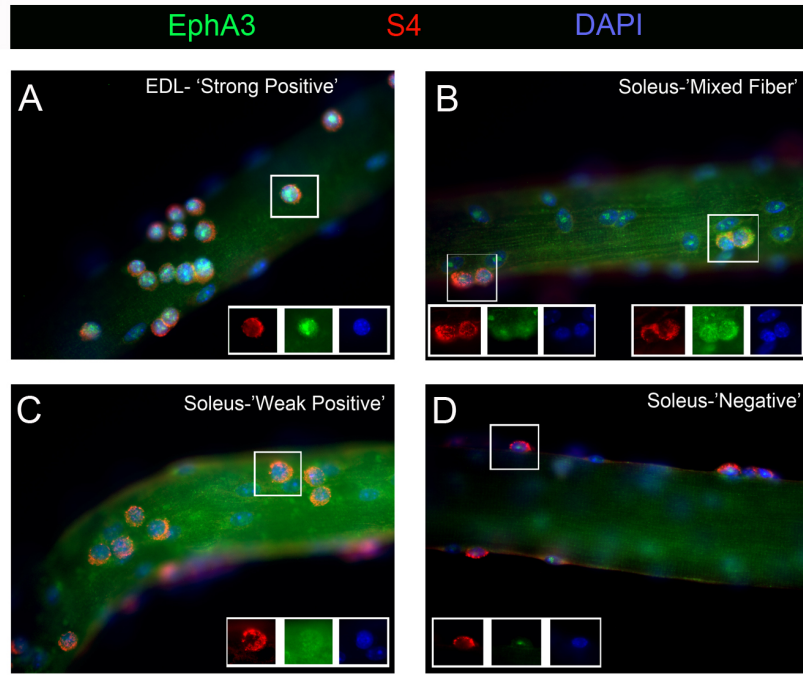 EphA3 S4 DAPI
A EDL- ‘Strong Positive’
B Soleus-’Mixed Fiber’
C Soleus-’Weak Positive’
D Soleus-’Negative’